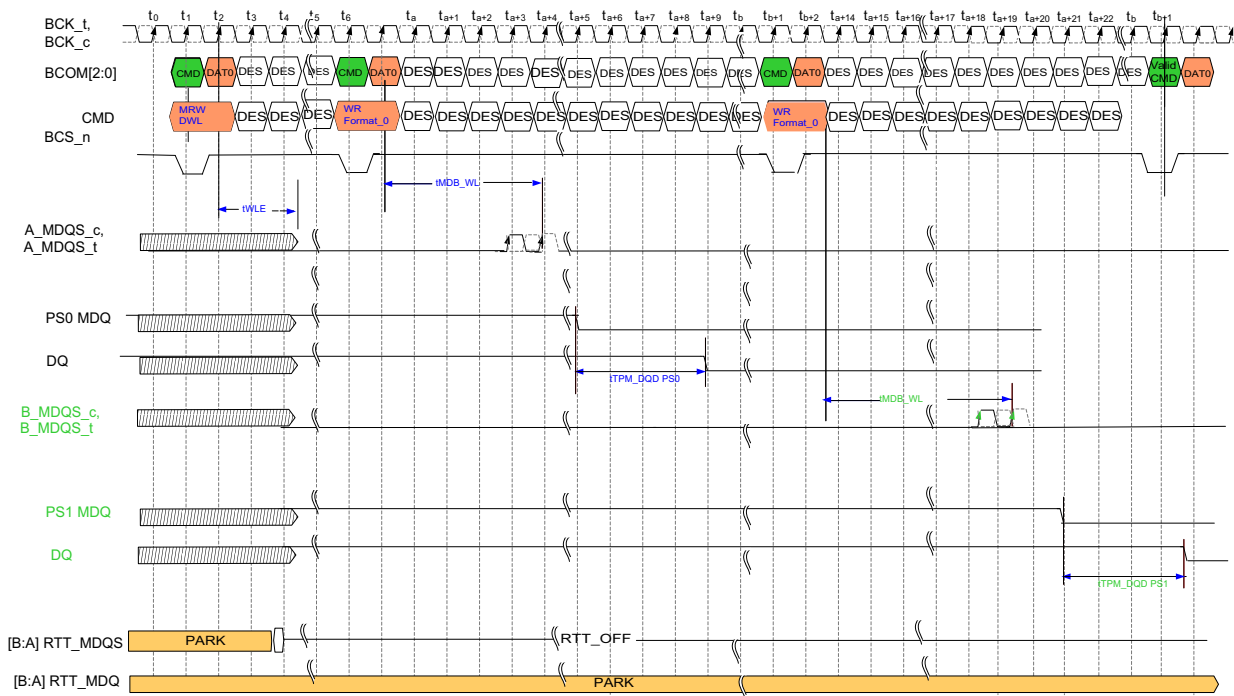 BCK_t,
BCK_c
t0 t1 t2 t3 t4 t5 t6 ta ta+1 ta+2 ta+3 ta+4 ta+5 ta+6 ta+7 ta+8 ta+9 tb tb+1 tb+2 ta+14 ta+15 ta+16 ta+17 ta+18 ta+19 ta+20 ta+21 ta+22 tb tb+1
BCOM[2:0]
CMD DAT0 DES DES DES CMD DAT0 DES DES DES DES DES DES DES DES DES DES DES CMD DAT0 DES DES DES DES DES DES DES DES DES DES Valid CMD DAT0
CMD
MRW DWL DES DES DES WR Format_0 DES DES DES DES DES DES DES DES DES DES DES WR Format_0 DES DES DES DES DES DES DES DES DES
BCS_n
tMDB_WL
tWLE
A_MDQS_c,
A_MDQS_t
PS0 MDQ
DQ
tTPM_DQD PS0
tMDB_WL
B_MDQS_c,
B_MDQS_t
PS1 MDQ
DQ
tTPM_DQD PS1
[B:A] RTT_MDQS
PARK
RTT_OFF
[B:A] RTT_MDQ
PARK